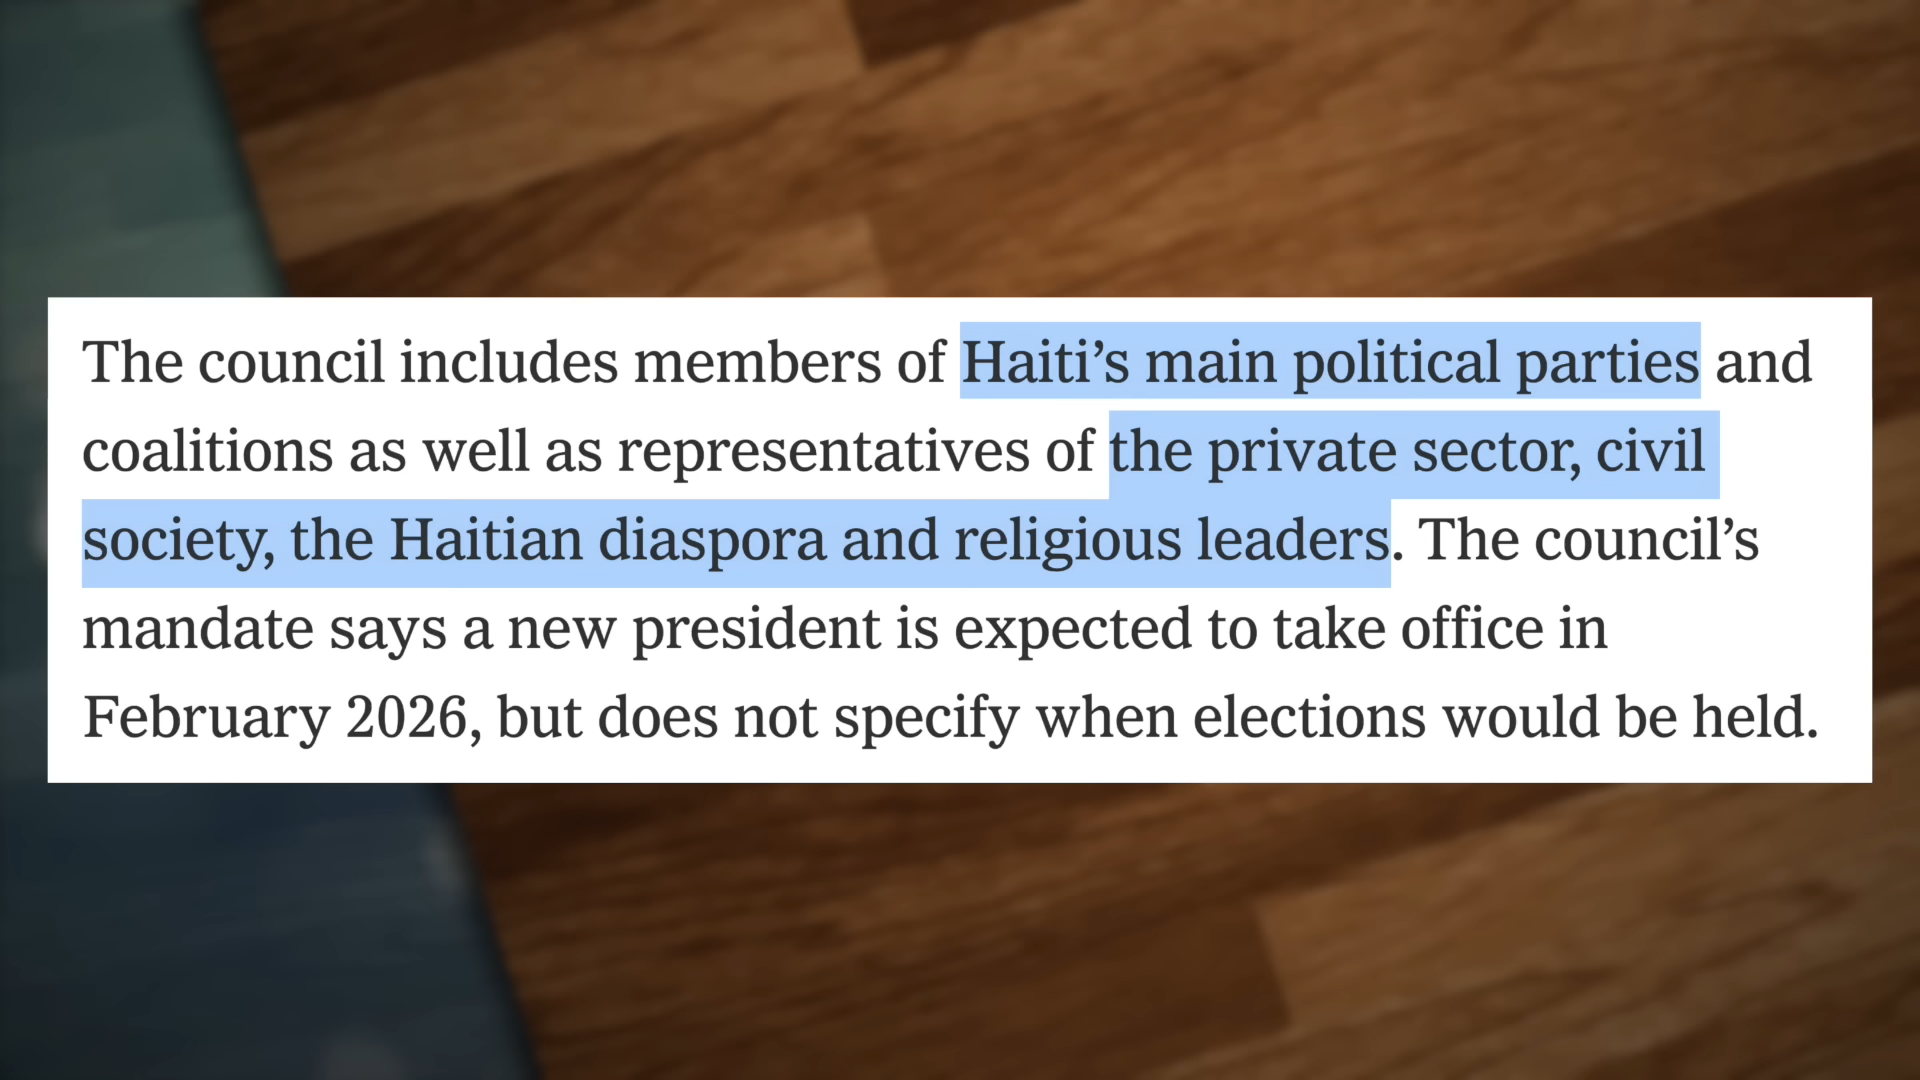 The council includes members of Haiti’s main political parties and
coalitions as well as representatives of the private sector, civil
society, the Haitian diaspora and religious leaders. The council’s
mandate says a new president is expected to take office in
February 2026, but does not specify when elections would be held.